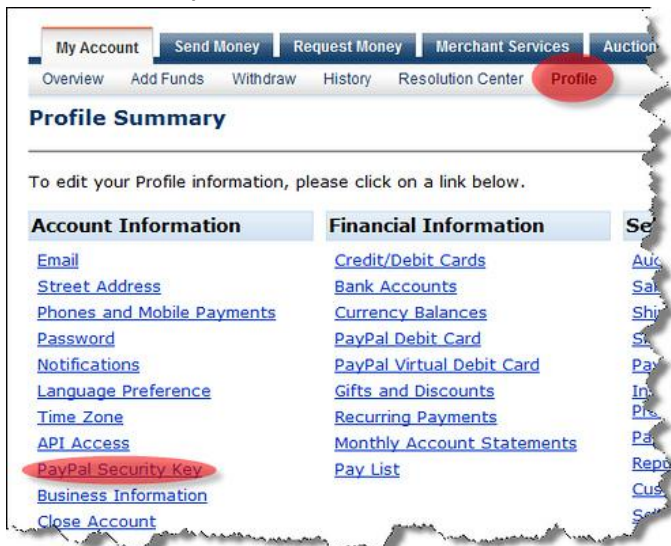 My Account Send Money Request Money Merchant Services Auction
Overview Add Funds Withdraw History Resolution Center Profile
Profile Summary
To edit your Profile information, please click on a link below.
Account Information
Email
Street Address
Phones and Mobile Payments
Password
Notifications
Language Preference
Time Zone
API Access
PayPal Security Key
Business Information
Close Account
Financial Information
Credit/Debit Cards
Bank Accounts
Currency Balances
PayPal Debit Card
PayPal Virtual Debit Card
Gifts and Discounts
Recurring Payments
Monthly Account Statements
Pay List